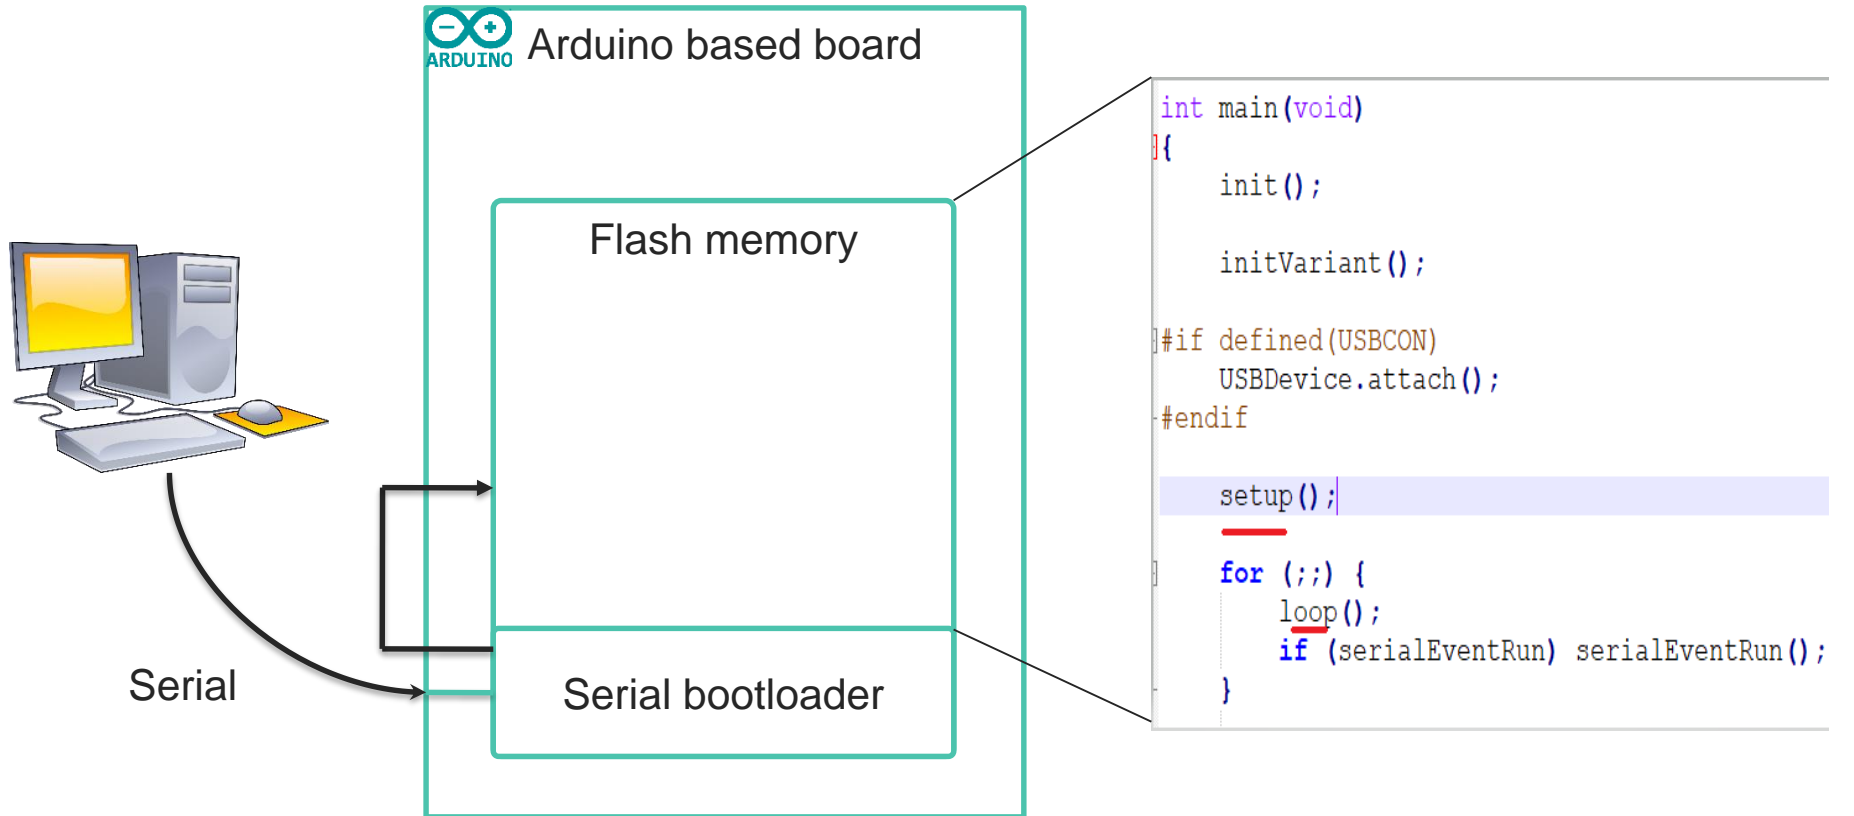 ARDUINO
Arduino based board
Flash memory
Serial bootloader
Serial
int main(void)
{
    init();
    initVariant();
#if defined(USBCON)
    USBDevice.attach();
#endif
    setup();
    for (;;) {
        loop();
        if (serialEventRun) serialEventRun();
    }